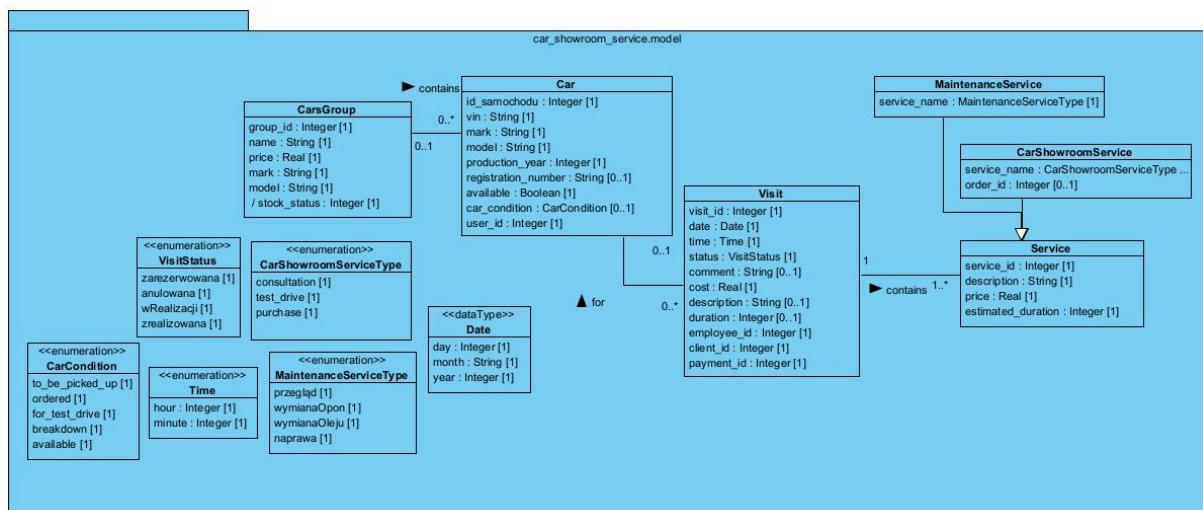 car_showroom_service.model
contains
CarsGroup
group_id : Integer [1]
name : String [1]
price : Real [1]
mark : String [1]
model : String [1]
/ stock_status : Integer [1]
0..*
0..1
Car
id_samochodu : Integer [1]
vin : String [1]
mark : String [1]
model : String [1]
production_year : Integer [1]
registration_number : String [0..1]
available : Boolean [1]
car_condition : CarCondition [0..1]
user_id : Integer [1]
MaintenanceService
service_name : MaintenanceServiceType [1]
CarShowroomService
service_name : CarShowroomServiceType ...
order_id : Integer [0..1]
Visit
visit_id : Integer [1]
date : Date [1]
time : Time [1]
status : VisitStatus [1]
comment : String [0..1]
cost : Real [1]
description : String [0..1]
duration : Integer [0..1]
employee_id : Integer [1]
client_id : Integer [1]
payment_id : Integer [1]
0..1
0..*
for
1
contains
1..*
Service
service_id : Integer [1]
description : String [1]
price : Real [1]
estimated_duration : Integer [1]
<<enumeration>>
VisitStatus
zarezerwowana [1]
anulowana [1]
wRealizacji [1]
zrealizowana [1]
<<enumeration>>
CarShowroomServiceType
consultation [1]
test_drive [1]
purchase [1]
<<dataType>>
Date
day : Integer [1]
month : String [1]
year : Integer [1]
<<enumeration>>
CarCondition
to_be_picked_up [1]
ordered [1]
for_test_drive [1]
breakdown [1]
available [1]
<<enumeration>>
Time
hour : Integer [1]
minute : Integer [1]
<<enumeration>>
MaintenanceServiceType
przegląd [1]
wymianaOpon [1]
wymianaOleju [1]
naprawa [1]